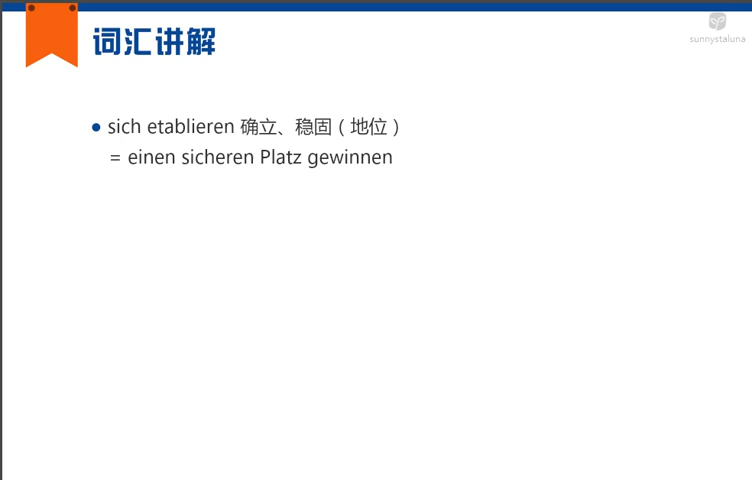 词汇讲解
sunnystaluna
• sich etablieren 确立、稳固（地位）
= einen sicheren Platz gewinnen